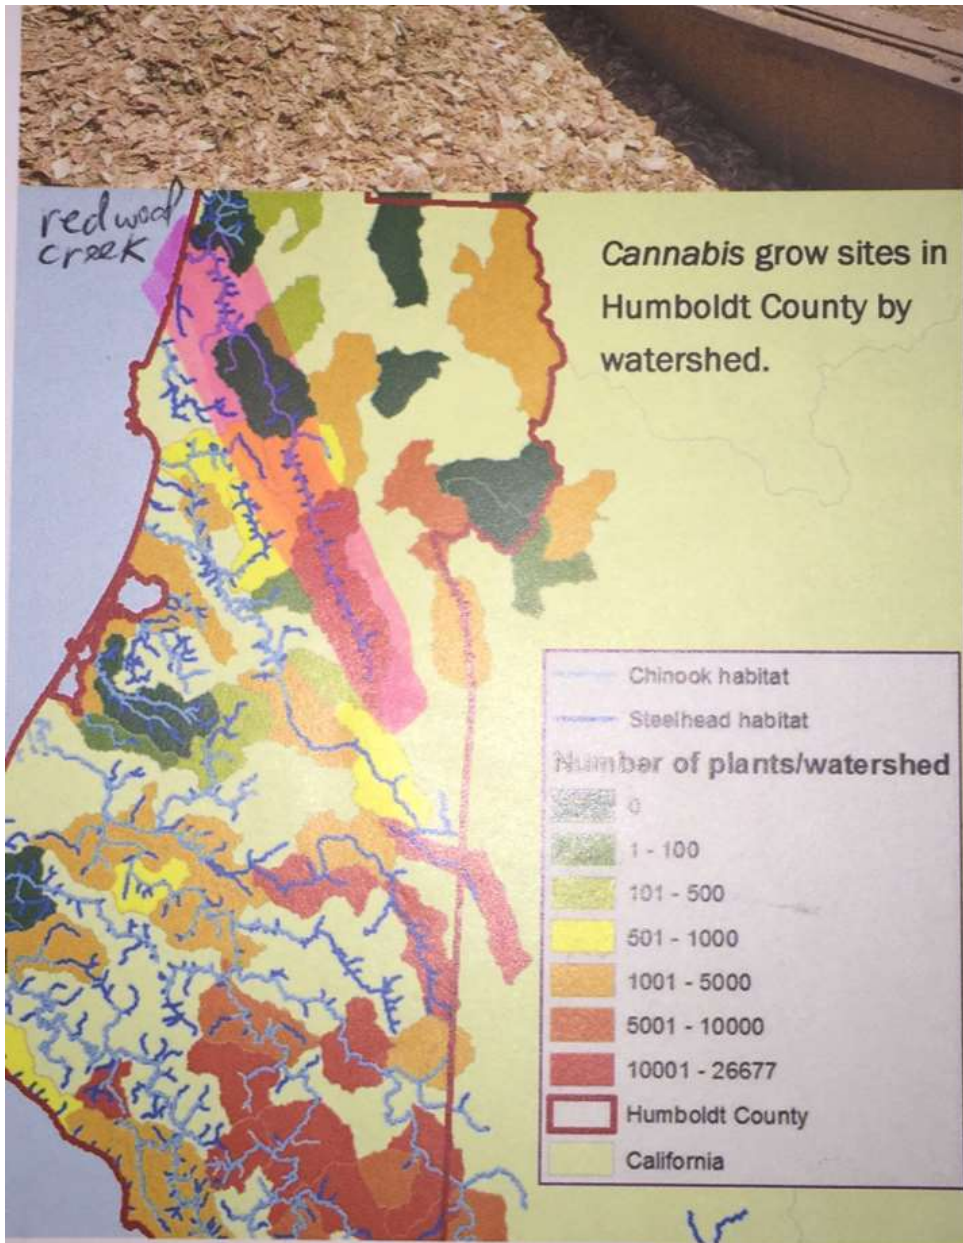 redwood
creek
Cannabis grow sites in
Humboldt County by
watershed.
Chinook habitat
Steelhead habitat
Number of plants/watershed
0
1 - 100
101 - 500
501 - 1000
1001 - 5000
5001 - 10000
10001 - 26677
Humboldt County
California